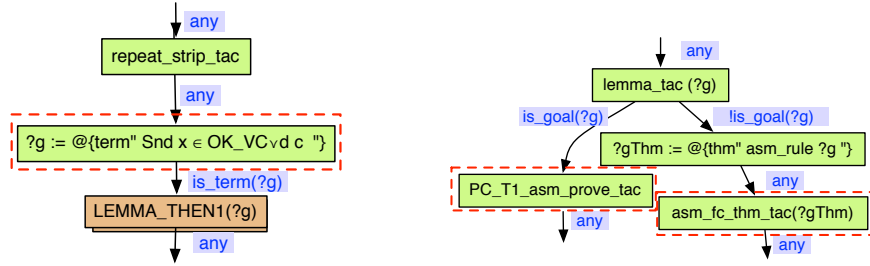 any
repeat_strip_tac
any
?g := @{term" Snd x ∈ OK_VC∨d c "}
is_term(?g)
LEMMA_THEN1(?g)
any
any
lemma_tac (?g)
is_goal(?g)
!is_goal(?g)
?gThm := @{thm" asm_rule ?g "}
any
PC_T1_asm_prove_tac
any
asm_fc_thm_tac(?gThm)
any